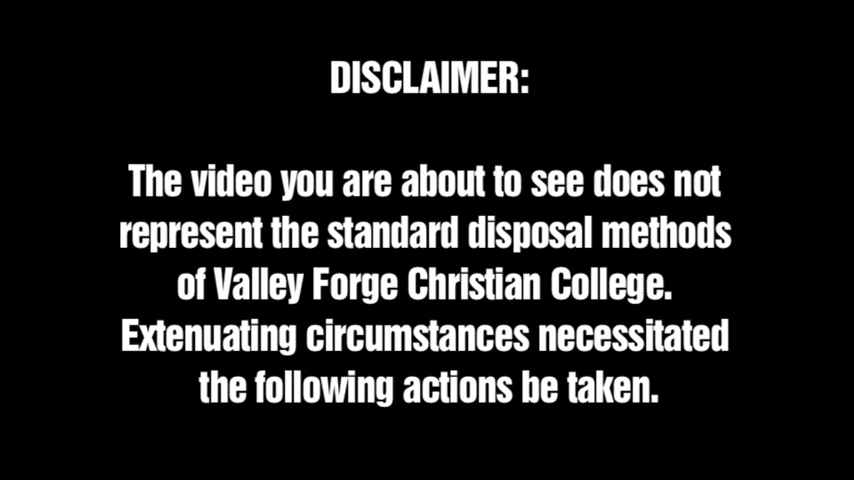 DISCLAIMER:
The video you are about to see does not
represent the standard disposal methods
of Valley Forge Christian College.
Extenuating circumstances necessitated
the following actions be taken.